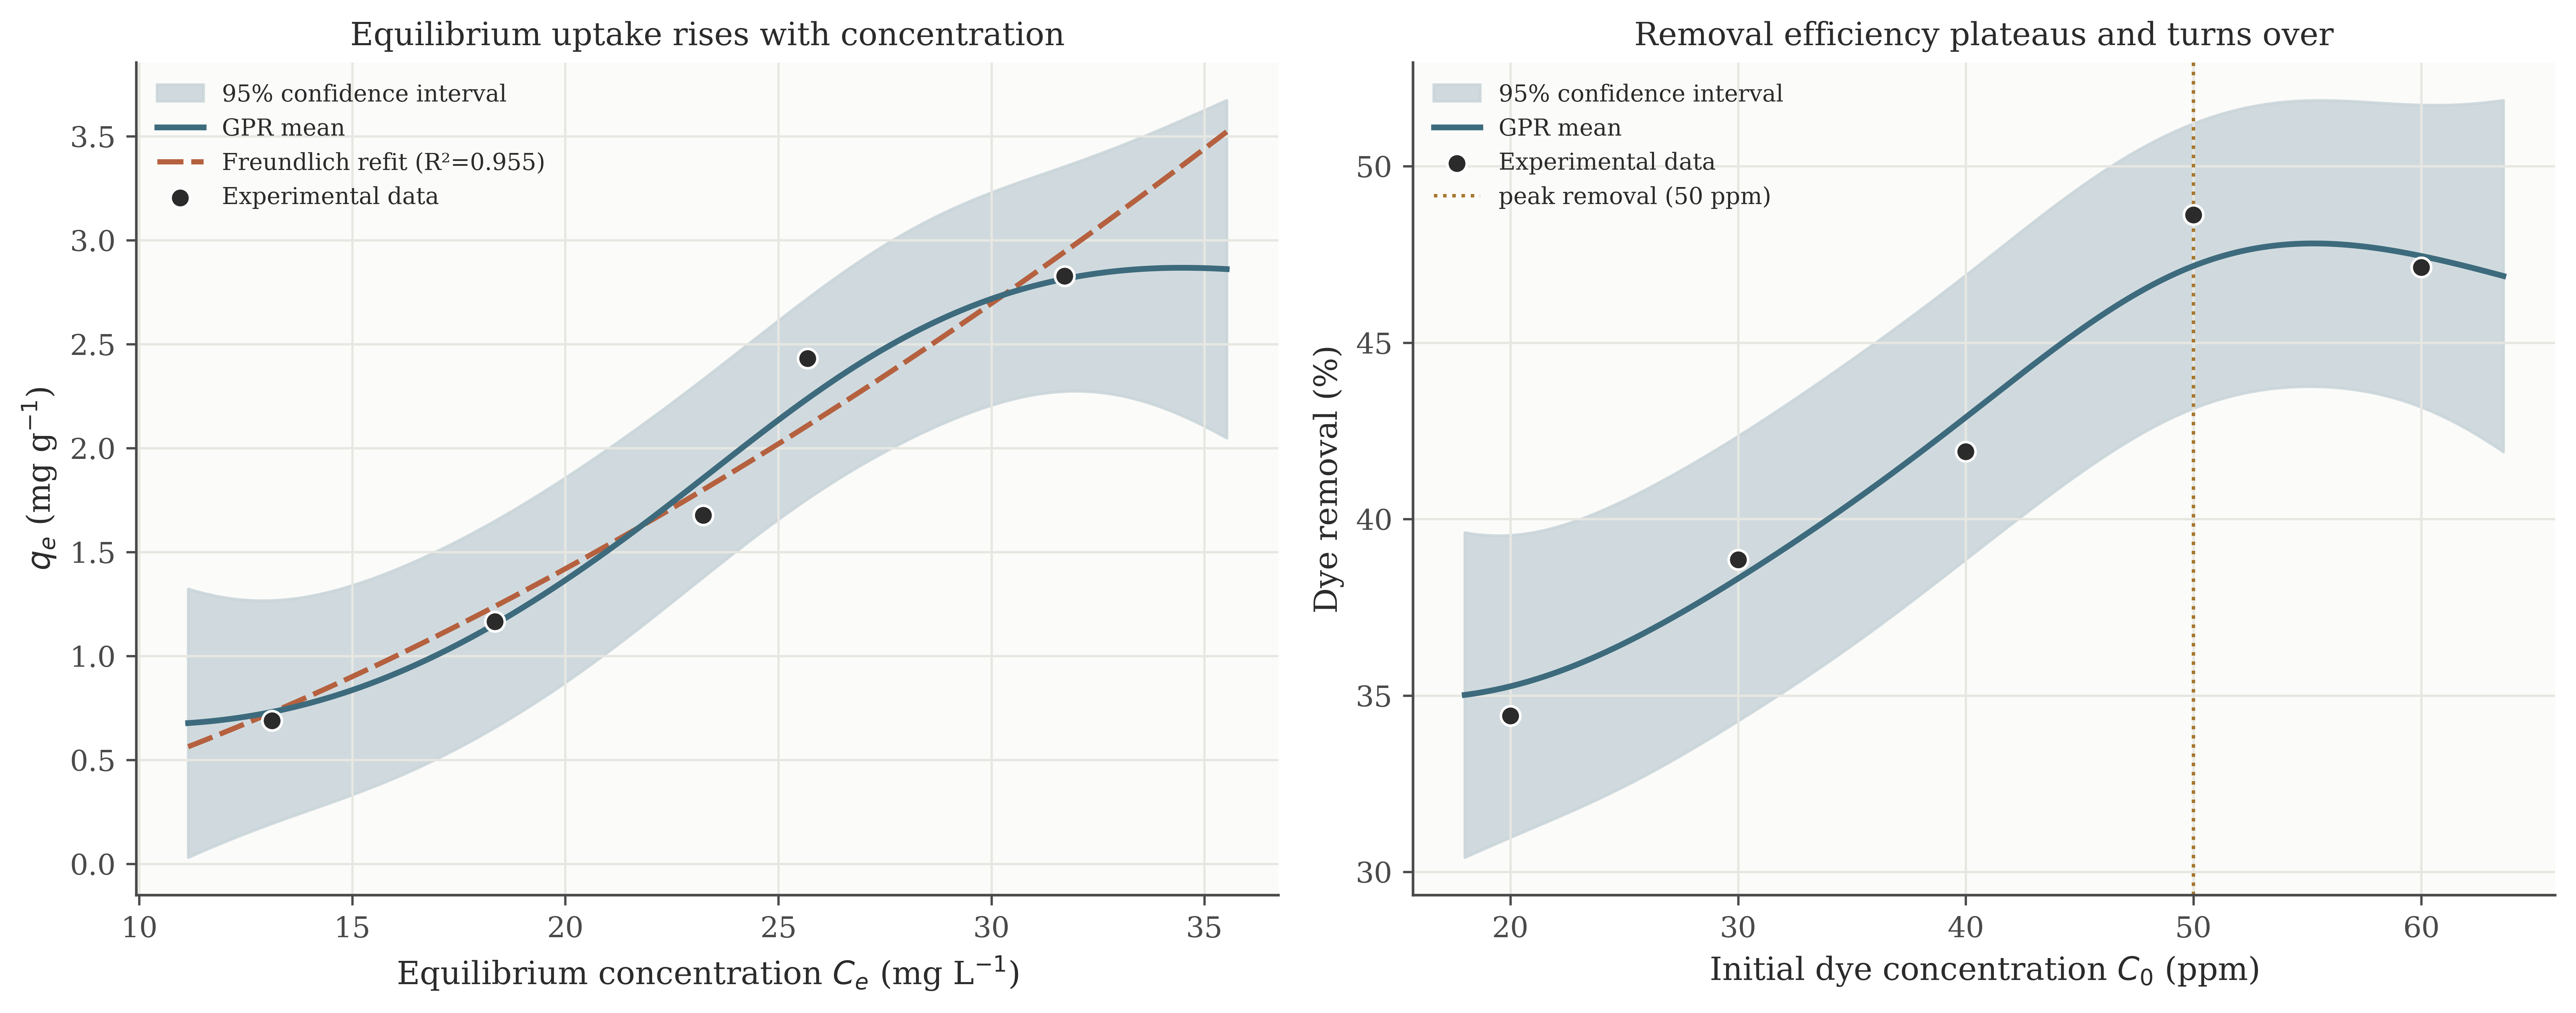 Equilibrium uptake rises with concentration
95% confidence interval
GPR mean
Freundlich refit (R²=0.955)
Experimental data
3.5
3.0
2.5
2.0
1.5
1.0
0.5
0.0
qₑ (mg g⁻¹)
10 15 20 25 30 35
Equilibrium concentration Cₑ (mg L⁻¹)
Removal efficiency plateaus and turns over
95% confidence interval
GPR mean
Experimental data
peak removal (50 ppm)
50
45
40
35
30
Dye removal (%)
20 30 40 50 60
Initial dye concentration C₀ (ppm)